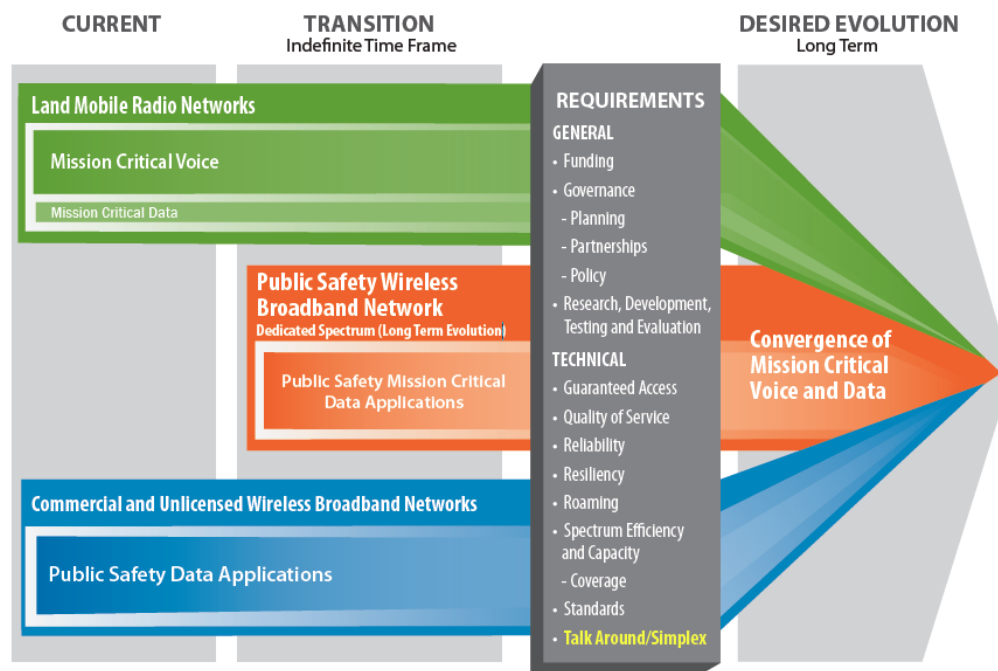 CURRENT
TRANSITION
Indefinite Time Frame
DESIRED EVOLUTION
Long Term
Land Mobile Radio Networks
Mission Critical Voice
Mission Critical Data
Public Safety Wireless
Broadband Network
Dedicated Spectrum (Long Term Evolution)
Public Safety Mission Critical
Data Applications
Commercial and Unlicensed Wireless Broadband Networks
Public Safety Data Applications
REQUIREMENTS
GENERAL
• Funding
• Governance
- Planning
- Partnerships
- Policy
• Research, Development,
Testing and Evaluation
TECHNICAL
• Guaranteed Access
• Quality of Service
• Reliability
• Resiliency
• Roaming
• Spectrum Efficiency
and Capacity
- Coverage
• Standards
• Talk Around/Simplex
Convergence of
Mission Critical
Voice and Data